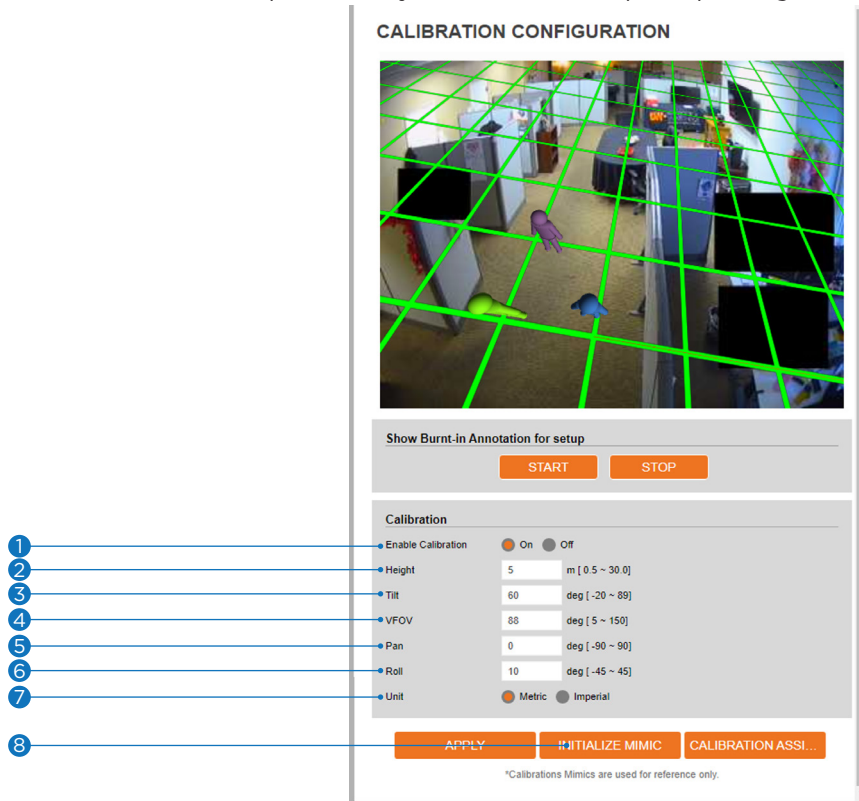 CALIBRATION CONFIGURATION
Show Burnt-in Annotation for setup
START STOP
Calibration
1 Enable Calibration On Off
2 Height 5 m [ 0.5 ~ 30.0]
3 Tilt 60 deg [ -20 ~ 89]
4 VFOV 88 deg [ 5 ~ 150]
5 Pan 0 deg [ -90 ~ 90]
6 Roll 10 deg [ -45 ~ 45]
7 Unit Metric Imperial
8 APPLY INITIALIZE MIMIC CALIBRATION ASSI...
*Calibrations Mimics are used for reference only.